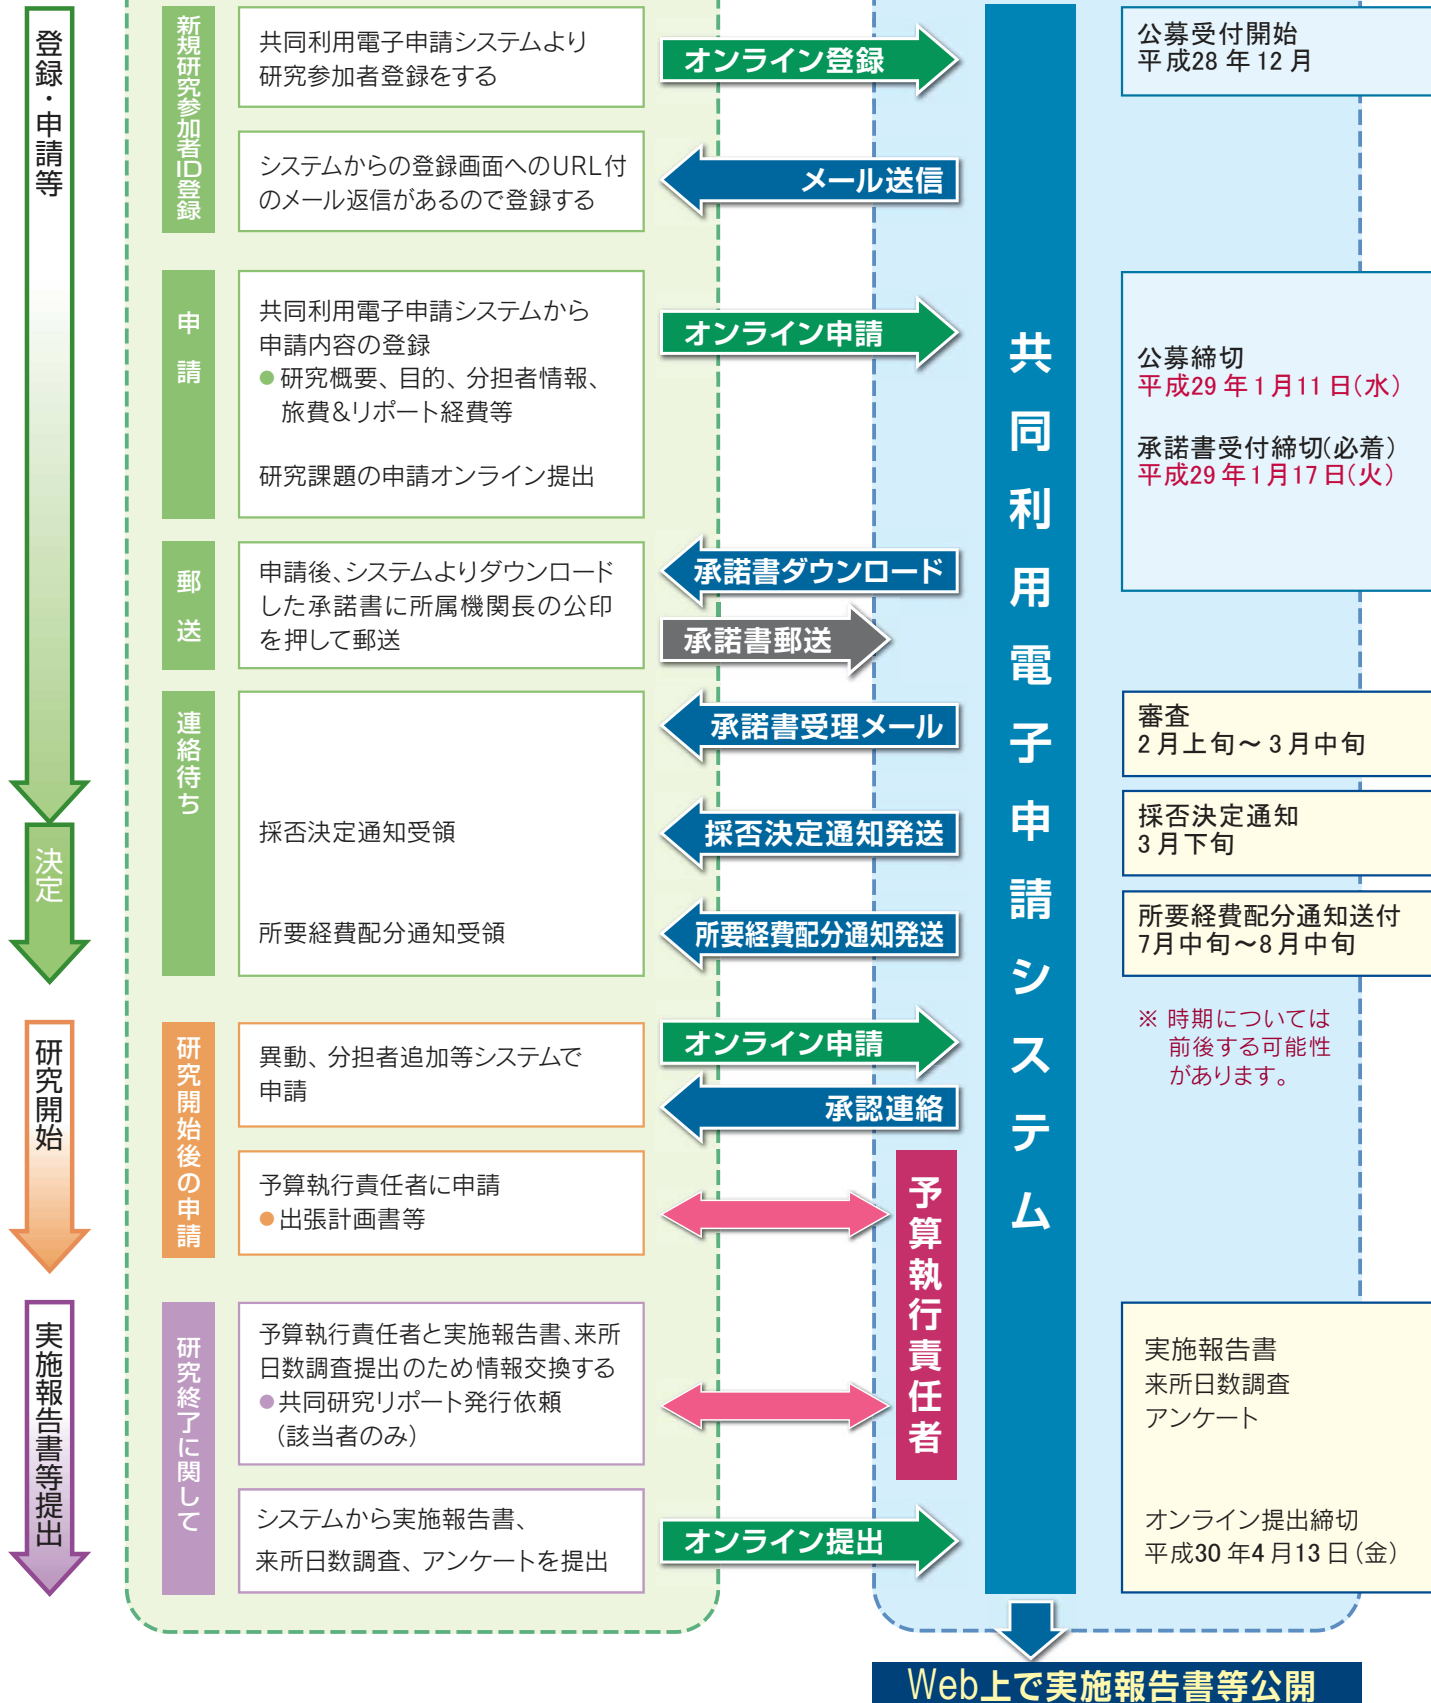 登録・申請等
新規研究参加者ID登録
共同利用電子申請システムより
研究参加者登録をする
オンライン登録
公募受付開始
平成28年12月
システムからの登録画面へのURL付
のメール返信があるので登録する
メール送信
申請
共同利用電子申請システムから
申請内容の登録
●研究概要、目的、分担者情報、
旅費＆リポート経費等
研究課題の申請オンライン提出
オンライン申請
共同利用電子申請システム
公募締切
平成29年1月11日（水）
承諾書受付締切（必着）
平成29年1月17日（火）
郵送
申請後、システムよりダウンロード
した承諾書に所属機関長の公印
を押して郵送
承諾書ダウンロード
承諾書郵送
連絡待ち
承諾書受理メール
審査
2月上旬～3月中旬
決定
採否決定通知受領
採否決定通知発送
採否決定通知
3月下旬
所要経費配分通知受領
所要経費配分通知発送
所要経費配分通知送付
7月中旬～8月中旬
※ 時期については
前後する可能性
があります。
研究開始
研究開始後の申請
異動、分担者追加等システムで
申請
オンライン申請
承認連絡
予算執行責任者に申請
●出張計画書等
予算執行責任者
実施報告書等提出
研究終了に関して
予算執行責任者と実施報告書、来所
日数調査提出のため情報交換する
●共同研究リポート発行依頼
（該当者のみ）
実施報告書
来所日数調査
アンケート
システムから実施報告書、
来所日数調査、アンケートを提出
オンライン提出
オンライン提出締切
平成30年4月13日（金）
Web上で実施報告書等公開